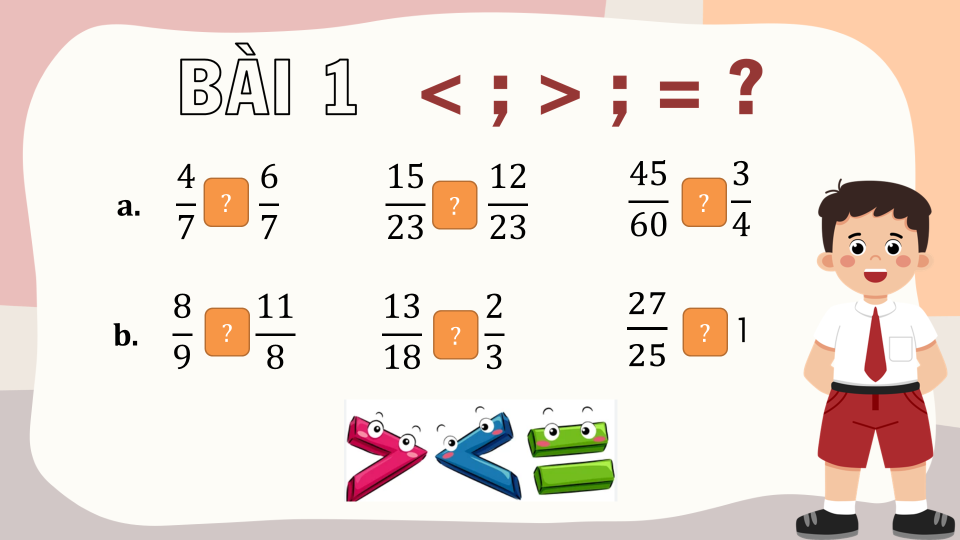 BÀI 1 < ; > ; = ?
a. 4/7 ? 6/7 15/23 ? 12/23 45/60 ? 3/4
b. 8/9 ? 11/8 13/18 ? 2/3 27/25 ? 1
> < =